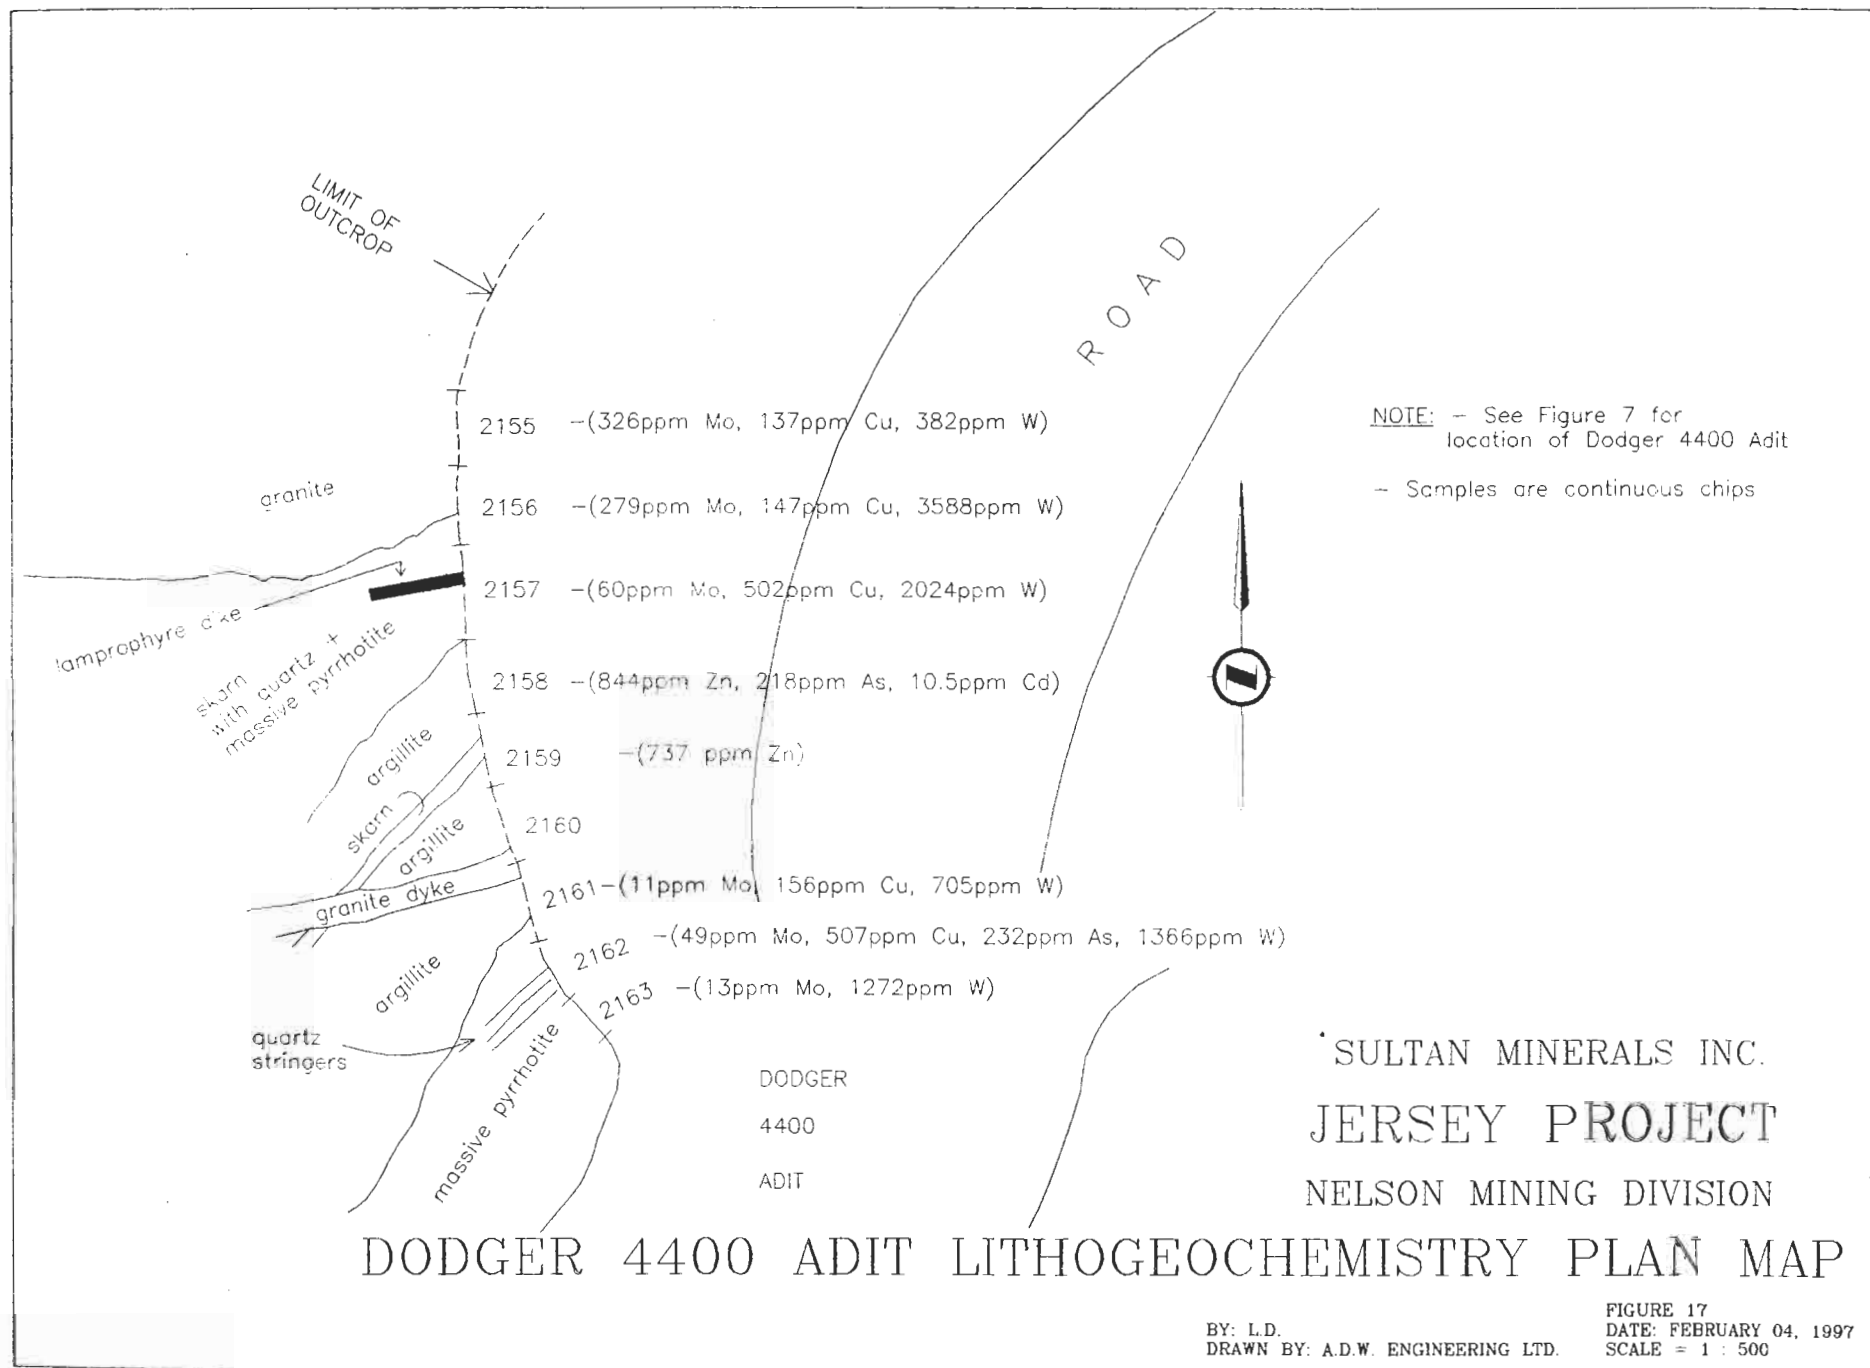 LIMIT OF
OUTCROP
ROAD
2155 -(326ppm Mo, 137ppm Cu, 382ppm W)
NOTE: - See Figure 7 for
location of Dodger 4400 Adit
- Samples are continuous chips
granite
2156 -(279ppm Mo, 147ppm Cu, 3588ppm W)
2157 -(60ppm Mo, 502ppm Cu, 2024ppm W)
lamprophyre dike
skarn
with quartz +
massive pyrrhotite
2158 -(844ppm Zn, 218ppm As, 10.5ppm Cd)
argillite
2159 -(737 ppm Zn)
skarn
argillite
2160
granite dyke
2161-(11ppm Mo, 156ppm Cu, 705ppm W)
2162 -(49ppm Mo, 507ppm Cu, 232ppm As, 1366ppm W)
argillite
2163 -(13ppm Mo, 1272ppm W)
quartz
stringers
massive pyrrhotite
DODGER
4400
ADIT
SULTAN MINERALS INC.
JERSEY PROJECT
NELSON MINING DIVISION
DODGER 4400 ADIT LITHOGEOCHEMISTRY PLAN MAP
BY: L.D.
DRAWN BY: A.D.W. ENGINEERING LTD.
FIGURE 17
DATE: FEBRUARY 04, 1997
SCALE = 1 : 500